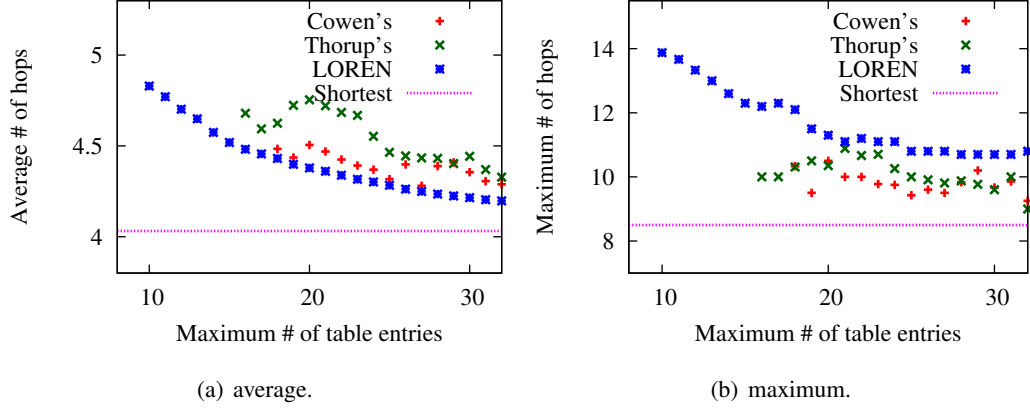 Average # of hops
5
4.5
4
Cowen's
Thorup's
LOREN
Shortest
10
20
30
Maximum # of table entries
(a) average.
Maximum # of hops
14
12
10
8
Cowen's
Thorup's
LOREN
Shortest
10
20
30
Maximum # of table entries
(b) maximum.